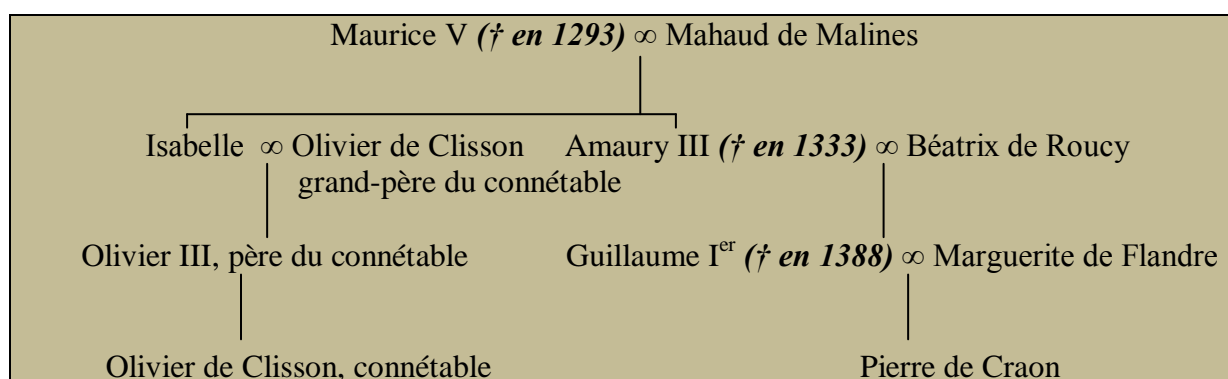 Maurice V († en 1293) ∞ Mahaud de Malines
Isabelle ∞ Olivier de Clisson Amaury III († en 1333) ∞ Béatrix de Roucy
grand-père du connétable
Olivier III, père du connétable Guillaume Ier († en 1388) ∞ Marguerite de Flandre
Olivier de Clisson, connétable Pierre de Craon